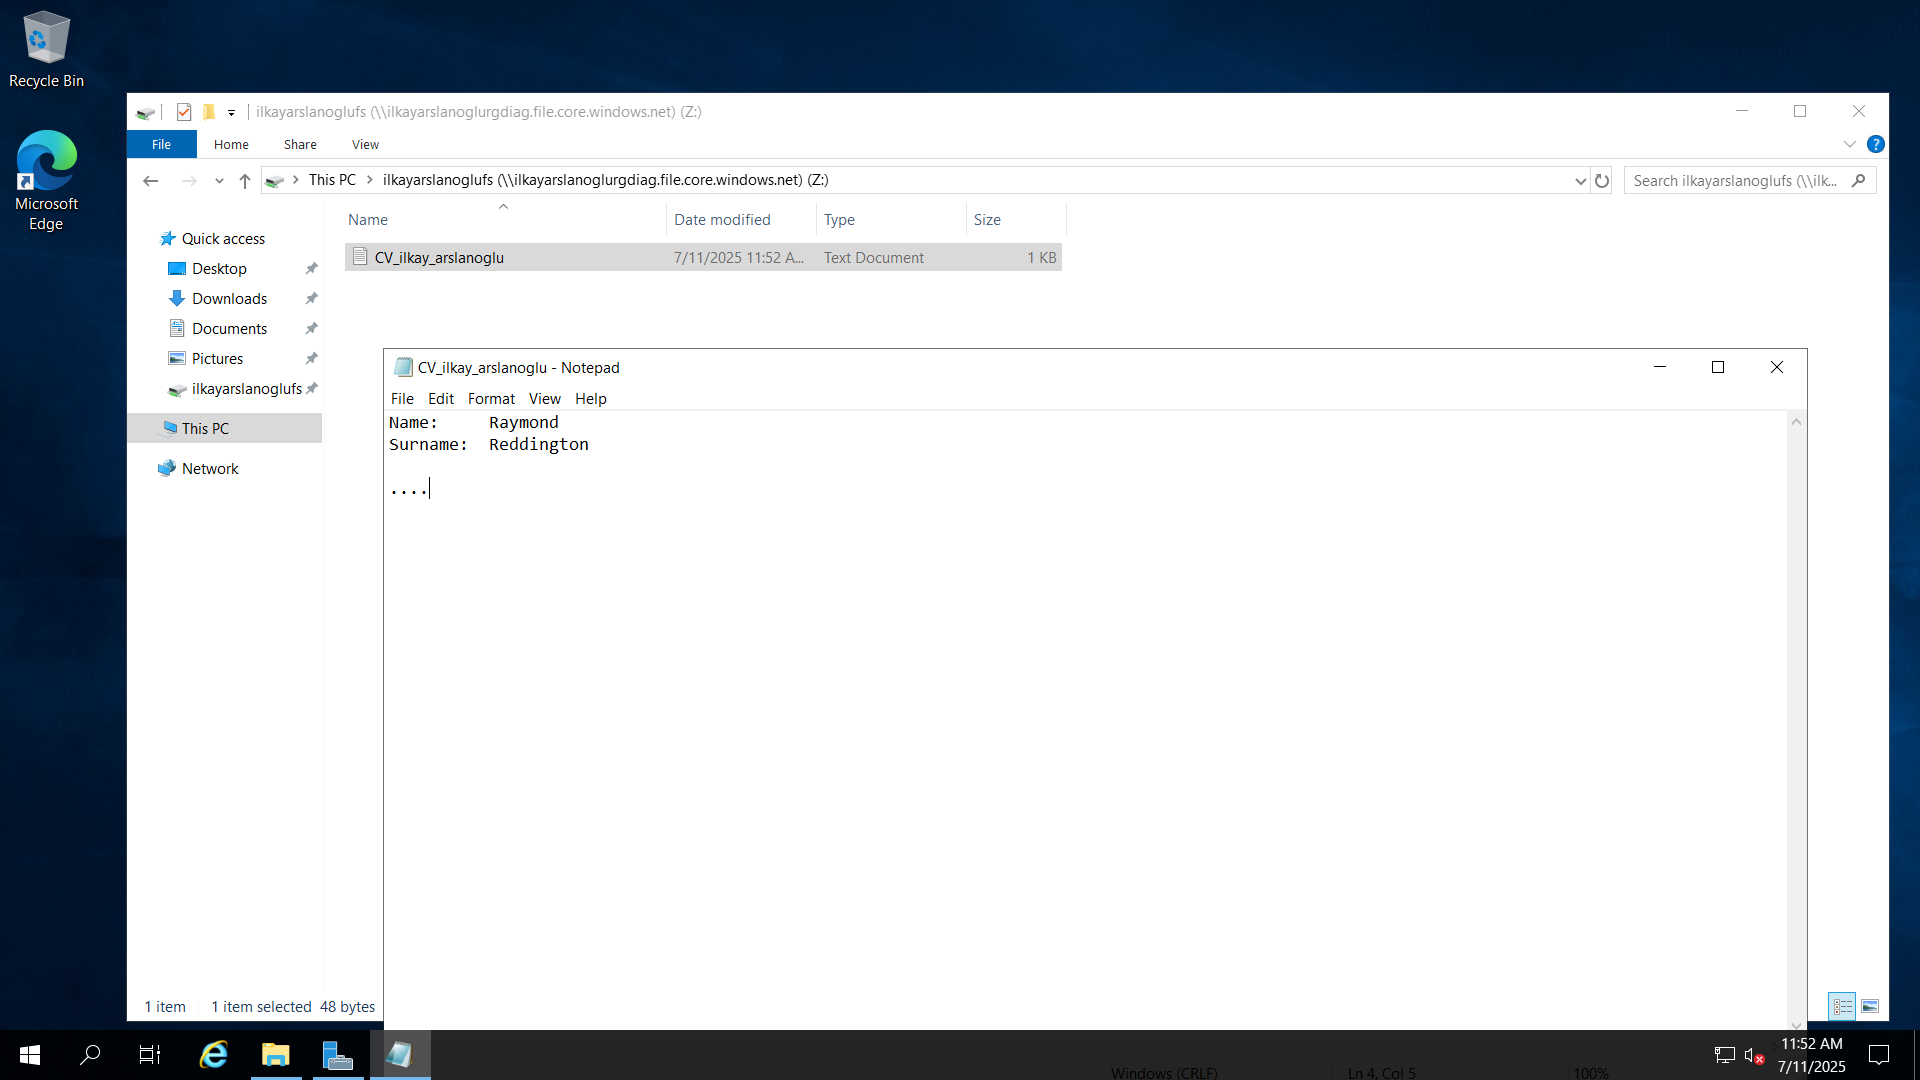 Recycle Bin
Microsoft
Edge
ilkayarslanoglufs (\\ilkayarslanoglurgdiag.file.core.windows.net) (Z:)
File Home Share View
This PC ilkayarslanoglufs (\\ilkayarslanoglurgdiag.file.core.windows.net) (Z:)
Search ilkayarslanoglufs (\\ilk...
Name Date modified Type Size
CV_ilkay_arslanoglu 7/11/2025 11:52 A... Text Document 1 KB
Quick access
Desktop
Downloads
Documents
Pictures
ilkayarslanoglufs
This PC
Network
CV_ilkay_arslanoglu - Notepad
File Edit Format View Help
Name: Raymond
Surname: Reddington
....
1 item 1 item selected 48 bytes
Windows (CRLF) Ln 4, Col 5 100%
11:52 AM
7/11/2025